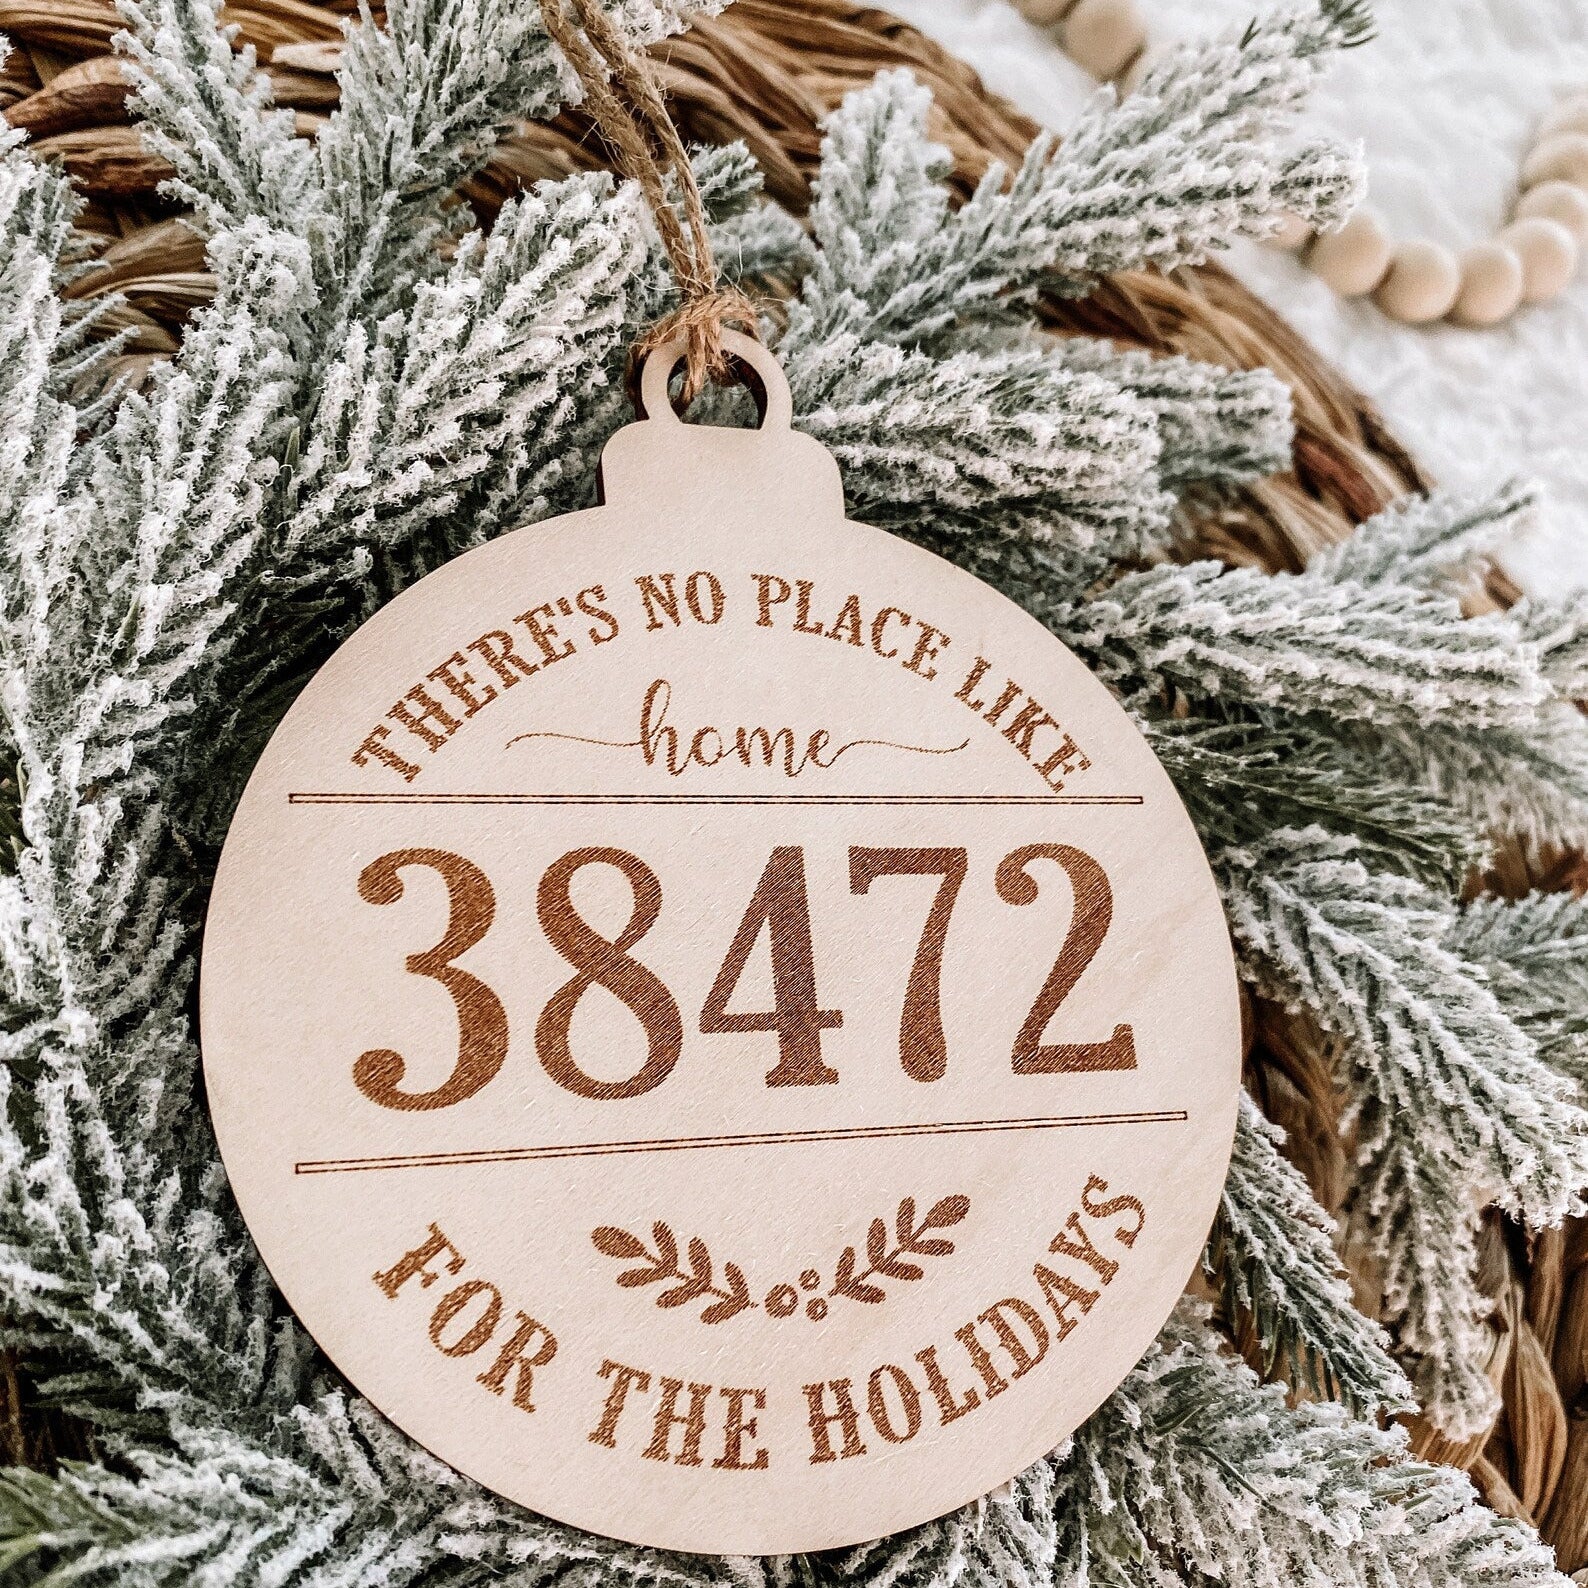 THERE'S NO PLACE LIKE
home
38472
FOR THE HOLIDAYS